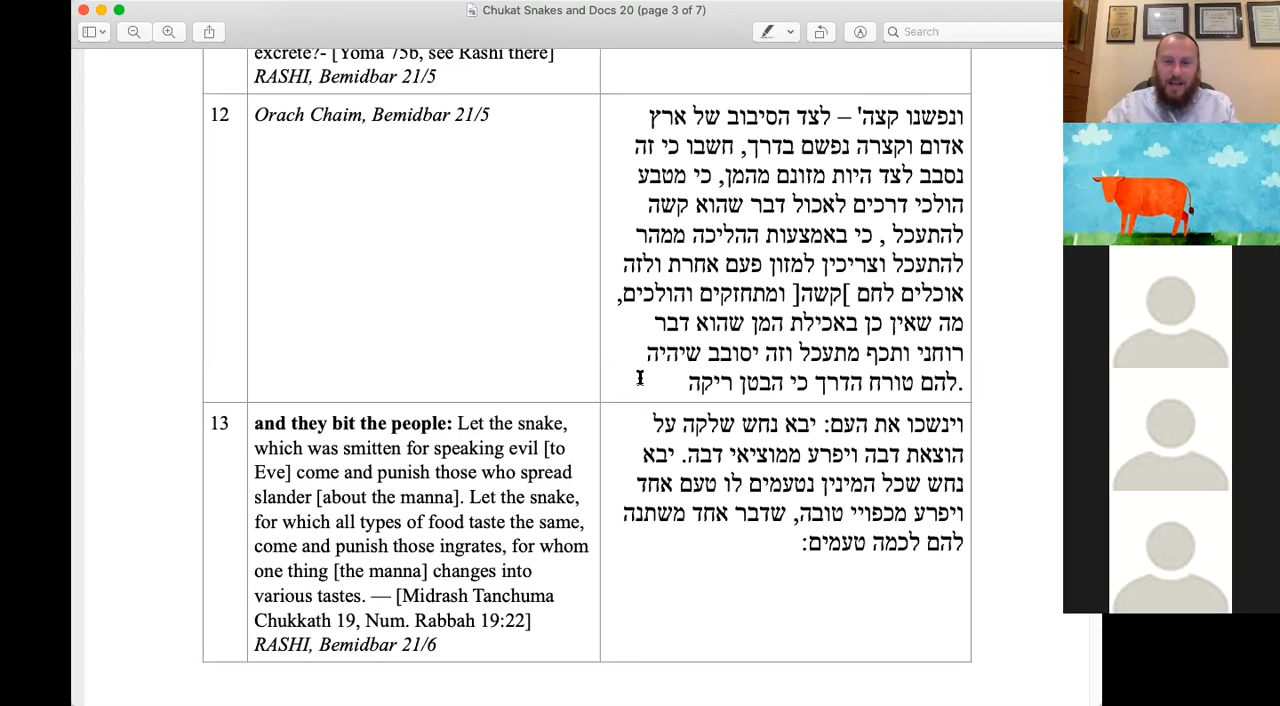 Chukat Snakes and Docs 20 (page 3 of 7)
Search
excrete?- [Yoma 75b, see Rashi there]
RASHI, Bemidbar 21/5
12
Orach Chaim, Bemidbar 21/5
ונפשנו קצה' – לצד הסיבוב של ארץ
אדום וקצרה נפשם בדרך, חשבו כי זה
נסבב לצד היות מזונם מהמן, כי מטבע
הולכי דרכים לאכול דבר שהוא קשה
להתעכל , כי באמצעות ההליכה ממהר
להתעכל וצריכין למזון פעם אחרת ולזה
אוכלים לחם ]קשה[ ומתחזקים והולכים,
מה שאין כן באכילת המן שהוא דבר
רוחני ותכף מתעכל וזה יסובב שיהיה
.להם טורח הדרך כי הבטן ריקה
13
and they bit the people: Let the snake,
which was smitten for speaking evil [to
Eve] come and punish those who spread
slander [about the manna]. Let the snake,
for which all types of food taste the same,
come and punish those ingrates, for whom
one thing [the manna] changes into
various tastes. — [Midrash Tanchuma
Chukkath 19, Num. Rabbah 19:22]
RASHI, Bemidbar 21/6
וינשכו את העם: יבא נחש שלקה על
הוצאת דבה ויפרע ממוציאי דבה. יבא
נחש שכל המינין נטעמים לו טעם אחד
ויפרע מכפויי טובה, שדבר אחד משתנה
להם לכמה טעמים: